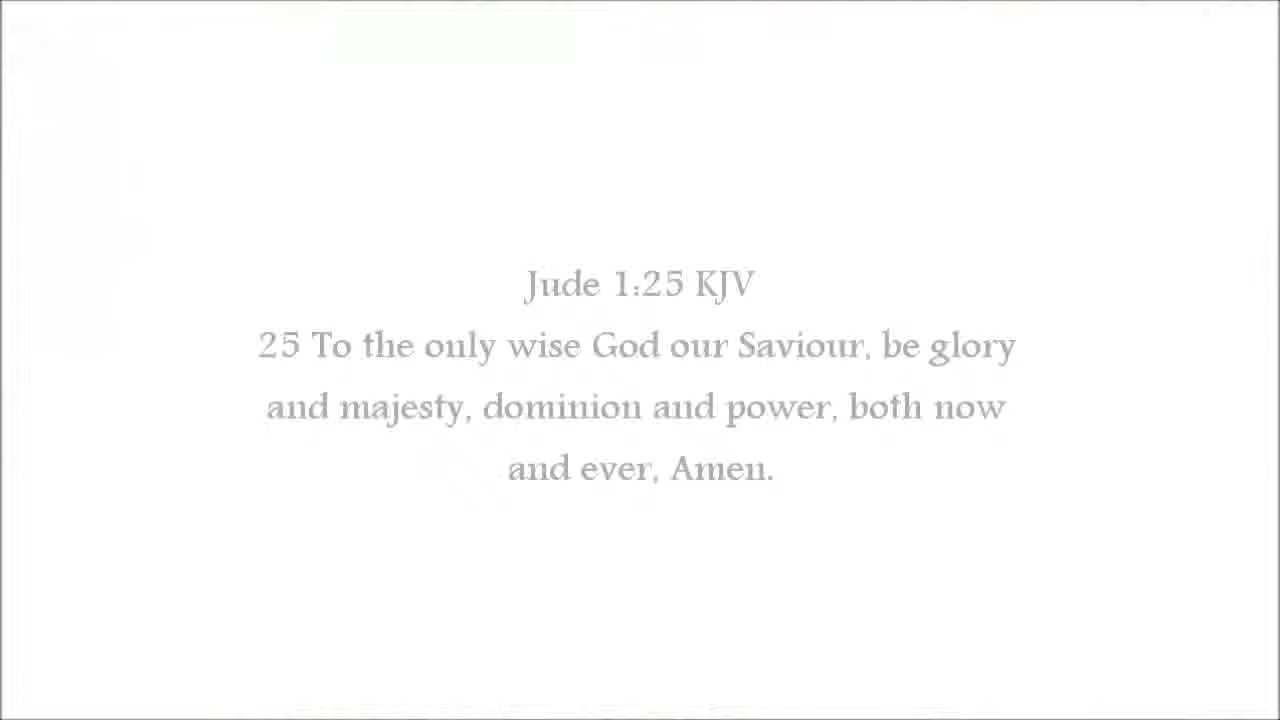 Jude 1:25 KJV
25 To the only wise God our Saviour, be glory
and majesty, dominion and power, both now
and ever, Amen.